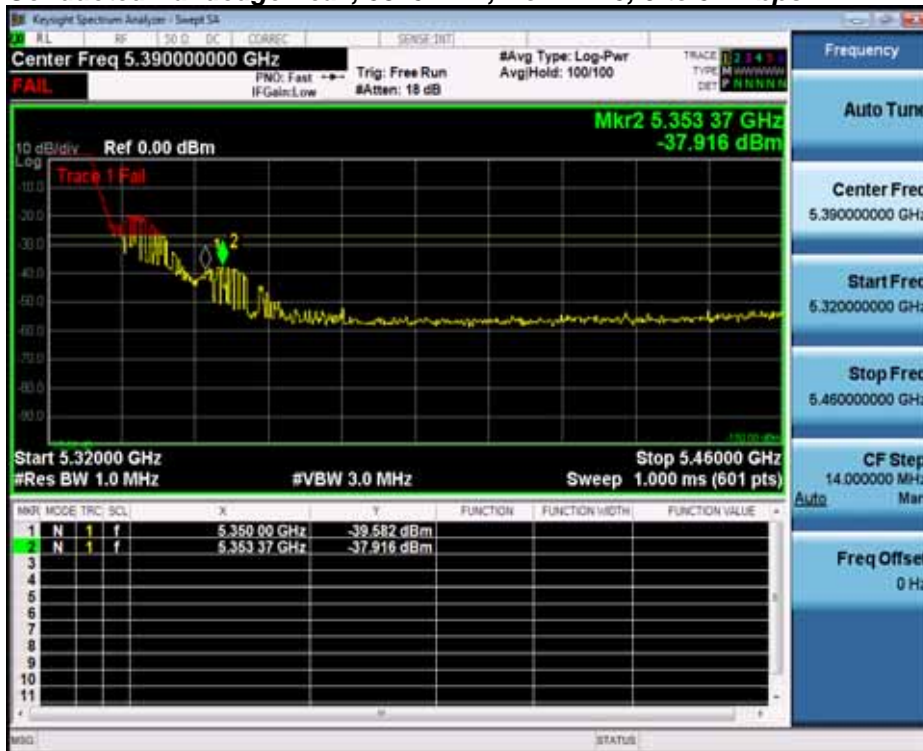 Keysight Spectrum Analyzer - Swept SA
RL RF 50 Ω DC CORREC SENSE:INT
Center Freq 5.390000000 GHz
PNO: Fast
IFGain:Low
Trig: Free Run
#Atten: 18 dB
#Avg Type: Log-Pwr
Avg|Hold: 100/100
TRACE 1 2 3 4 5 6
TYPE M WWWWW
DET P NNNNN
FAIL
Mkr2 5.353 37 GHz
-37.916 dBm
10 dB/div Ref 0.00 dBm
Log
Trace 1 Fail
-10.0
-20.0
-30.0
-40.0
-50.0
-60.0
-70.0
-80.0
-90.0
1 2
Start 5.32000 GHz
Stop 5.46000 GHz
#Res BW 1.0 MHz
#VBW 3.0 MHz
Sweep 1.000 ms (601 pts)
MKR MODE TRC SCL X Y FUNCTION FUNCTION WIDTH FUNCTION VALUE
1 N 1 f 5.350 00 GHz -39.582 dBm
2 N 1 f 5.353 37 GHz -37.916 dBm
3
4
5
6
7
8
9
10
11
MSG
STATUS
Frequency
Auto Tune
Center Freq
5.390000000 GHz
Start Freq
5.320000000 GHz
Stop Freq
5.460000000 GHz
CF Step
14.000000 MHz
Auto Man
Freq Offset
0 Hz